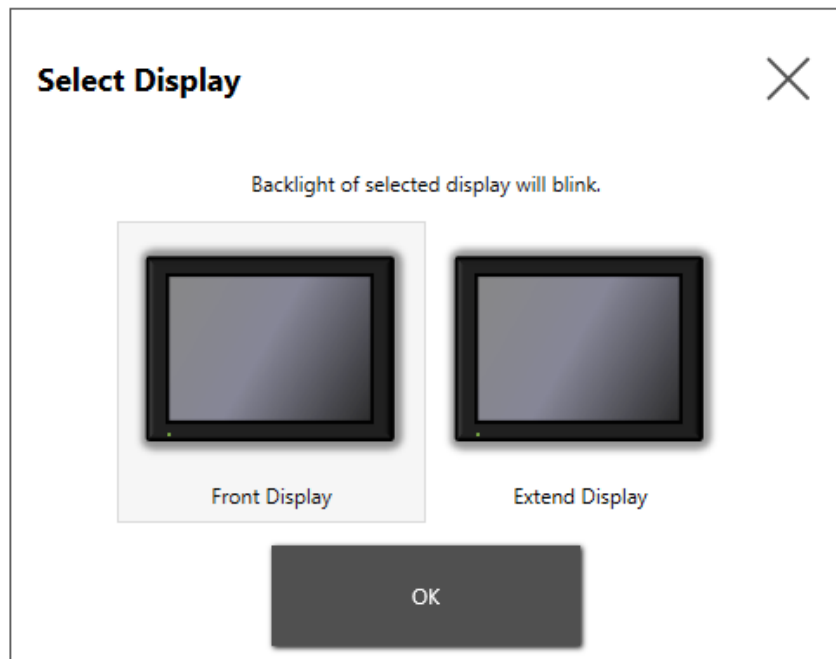 Select Display
Backlight of selected display will blink.
Front Display
Extend Display
OK